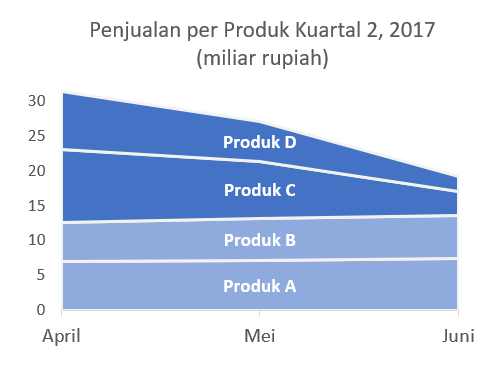 Penjualan per Produk Kuartal 2, 2017
(miliar rupiah)
30
25
20
15
10
5
0
Produk D
Produk C
Produk B
Produk A
April
Mei
Juni